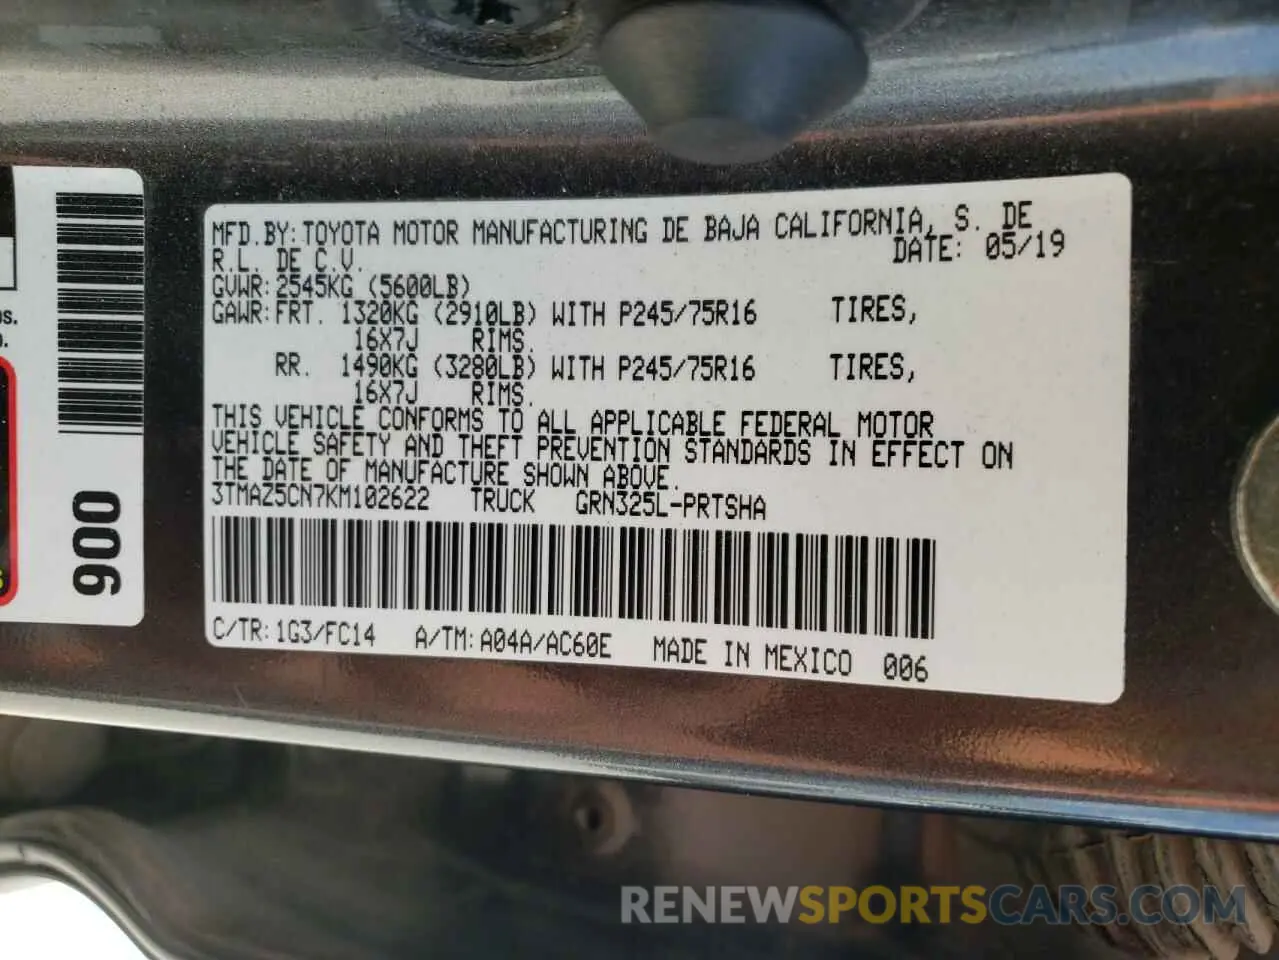 MFD.BY:TOYOTA MOTOR MANUFACTURING DE BAJA CALIFORNIA, S. DE
R.L. DE C.V. DATE: 05/19
GVWR:2545KG (5600LB)
GAWR:FRT. 1320KG (2910LB) WITH P245/75R16 TIRES,
16X7J RIMS.
RR. 1490KG (3280LB) WITH P245/75R16 TIRES,
16X7J RIMS.
THIS VEHICLE CONFORMS TO ALL APPLICABLE FEDERAL MOTOR
VEHICLE SAFETY AND THEFT PREVENTION STANDARDS IN EFFECT ON
THE DATE OF MANUFACTURE SHOWN ABOVE.
3TMAZ5CN7KM102622 TRUCK GRN325L-PRTSHA
C/TR:1G3/FC14 A/TM:A04A/AC60E MADE IN MEXICO 006
006
RENEWSPORTSCARS.COM